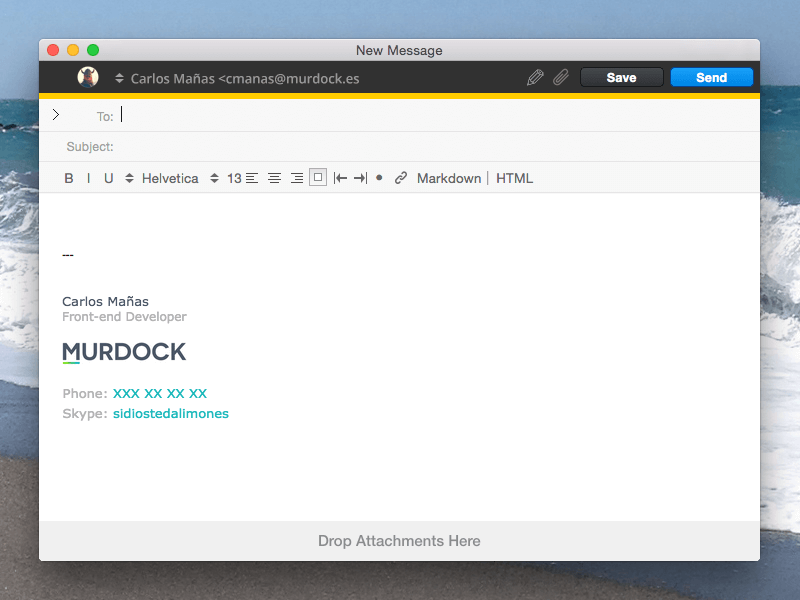 New Message
Carlos Mañas <cmanas@murdock.es
Save
Send
To:
Subject:
B I U Helvetica 13 Markdown | HTML
---
Carlos Mañas
Front-end Developer
MURDOCK
Phone: XXX XX XX XX
Skype: sidiostedalimones
Drop Attachments Here